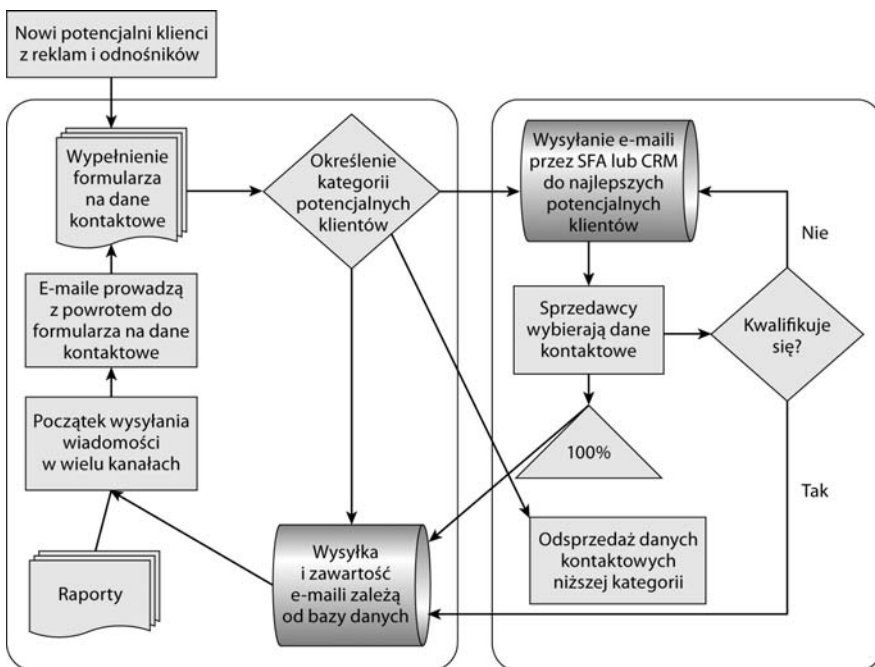 Nowi potencjalni klienci
z reklam i odnośników
Wypełnienie
formularza
na dane
kontaktowe
Określenie
kategorii
potencjalnych
klientów
Wysyłanie e-maili
przez SFA lub CRM
do najlepszych
potencjalnych
klientów
Nie
E-maile prowadzą
z powrotem do
formularza na dane
kontaktowe
Sprzedawcy
wybierają dane
kontaktowe
Kwalifikuje
się?
Początek wysyłania
wiadomości
w wielu kanałach
100%
Tak
Raporty
Wysyłka
i zawartość
e-maili zależą
od bazy danych
Odsprzedaż danych
kontaktowych
niższej kategorii